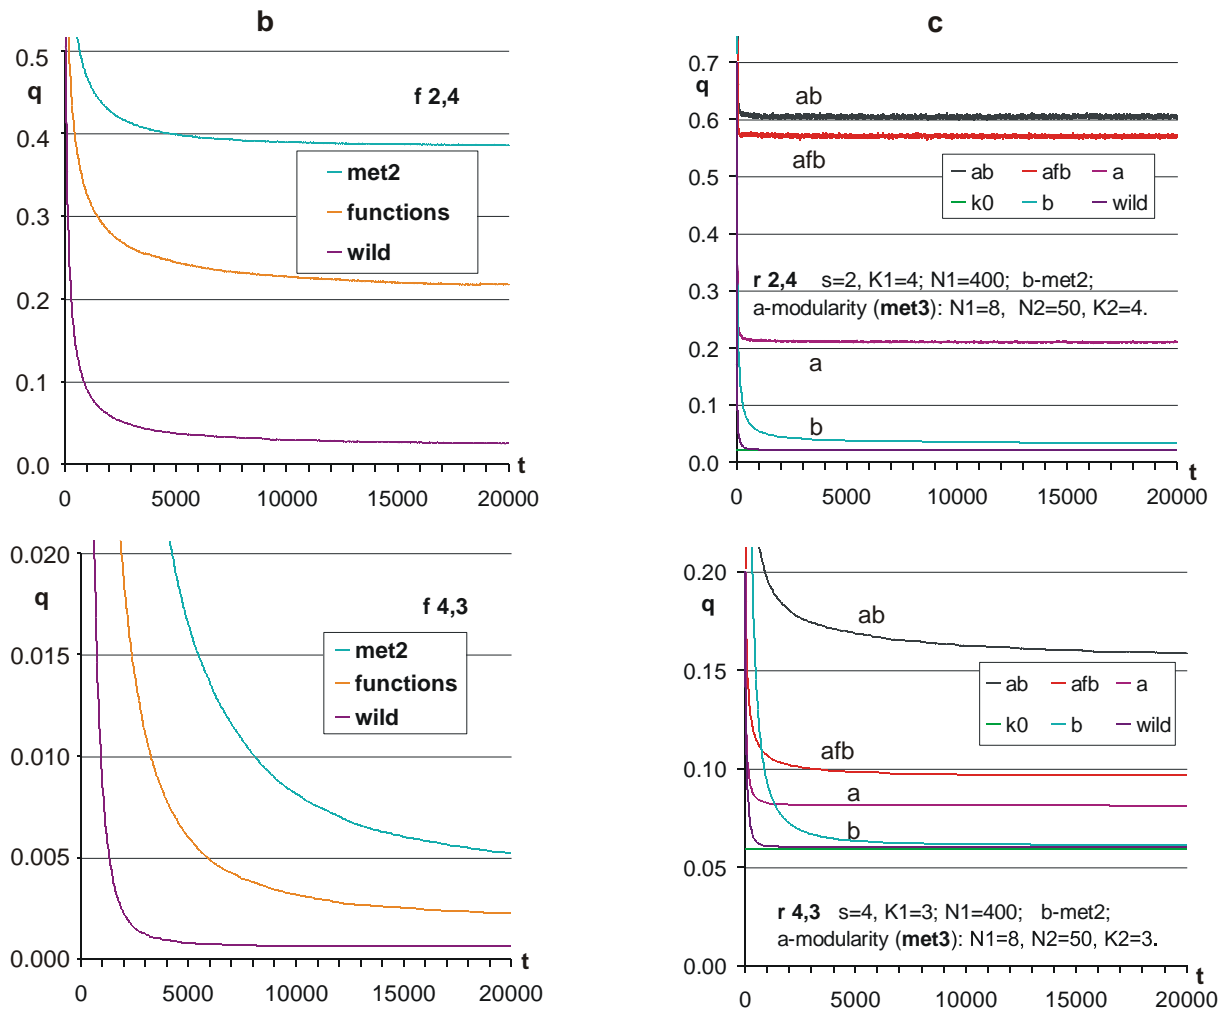 b
0.5
q
f 2,4
0.4
met2
functions
wild
0.3
0.2
0.1
0.0
t
0 5000 10000 15000 20000
c
0.7
q
ab
0.6
afb
ab afb a
k0 b wild
0.5
0.4
r 2,4 s=2, K1=4; N1=400; b-met2;
a-modularity (met3): N1=8, N2=50, K2=4.
0.3
0.2
a
0.1
b
0.0
t
0 5000 10000 15000 20000
0.020
q
f 4,3
met2
functions
wild
0.015
0.010
0.005
0.000
t
0 5000 10000 15000 20000
0.20
q
ab
0.15
ab afb a
k0 b wild
afb
0.10
a
b
0.05
r 4,3 s=4, K1=3; N1=400; b-met2;
a-modularity (met3): N1=8, N2=50, K2=3.
0.00
t
0 5000 10000 15000 20000